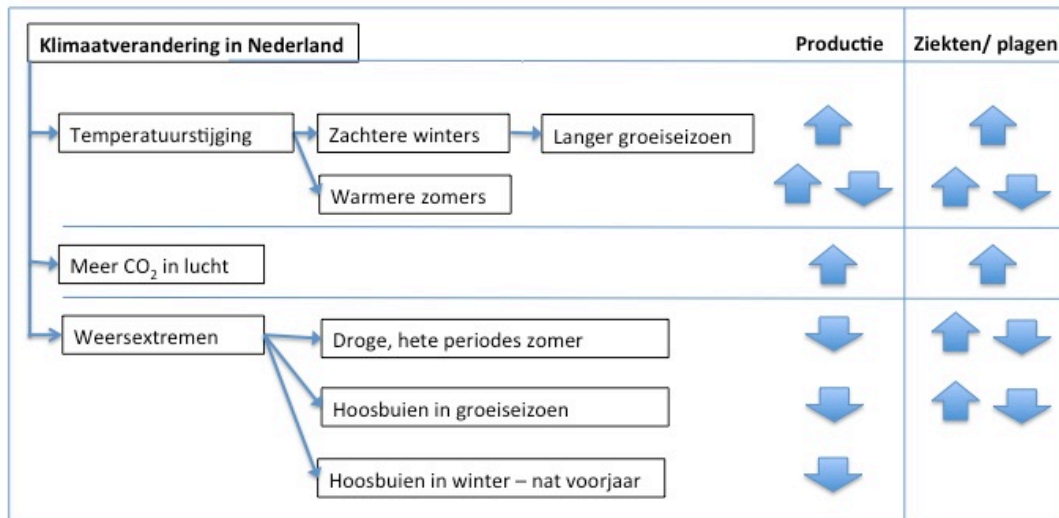 Klimaatverandering in Nederland Productie Ziekten/ plagen
Temperatuurstijging Zachtere winters Langer groeiseizoen
Warmere zomers
Meer CO₂ in lucht
Weersextremen Droge, hete periodes zomer
Hoosbuien in groeiseizoen
Hoosbuien in winter – nat voorjaar